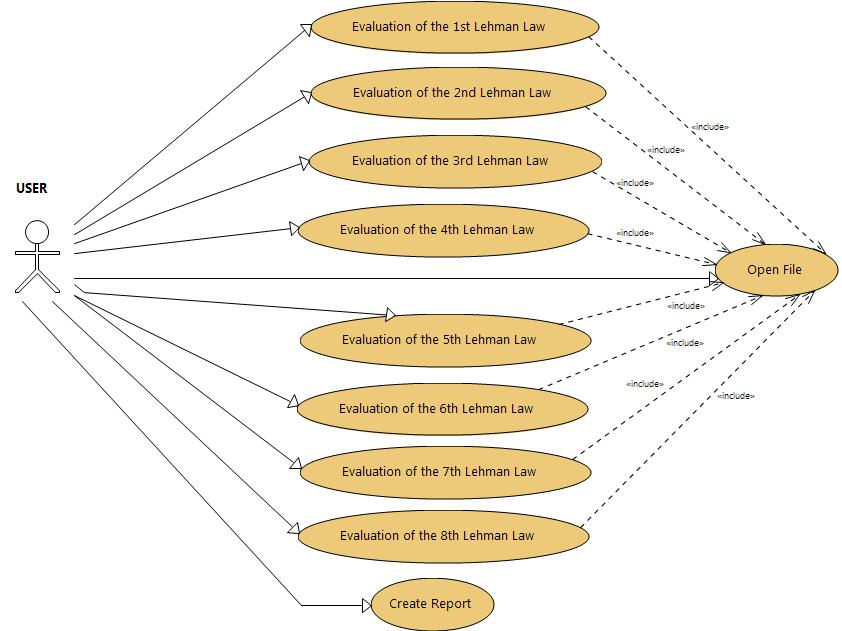 Evaluation of the 1st Lehman Law
Evaluation of the 2nd Lehman Law
«include»
«include»
Evaluation of the 3rd Lehman Law
«include»
USER
Evaluation of the 4th Lehman Law
«include»
Open File
«include»
Evaluation of the 5th Lehman Law
«include»
«include»
Evaluation of the 6th Lehman Law
«include»
Evaluation of the 7th Lehman Law
Evaluation of the 8th Lehman Law
Create Report